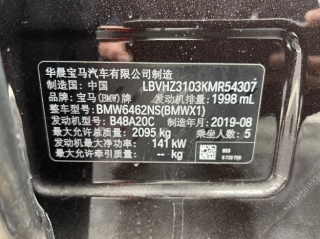 华晨宝马汽车有限公司制造
制造国：中国 LBVHZ3103KMR54307
品牌：宝马(BMW)牌 发动机排量：1998 mL
整车型号：BMW6462NS(BMWX1)
发动机型号：B48A20C 制造年月：2019-08
最大允许总质量：2095 kg 乘坐人数：5
发动机最大净功率：141 kW
最大允许牵引质量：-- kg